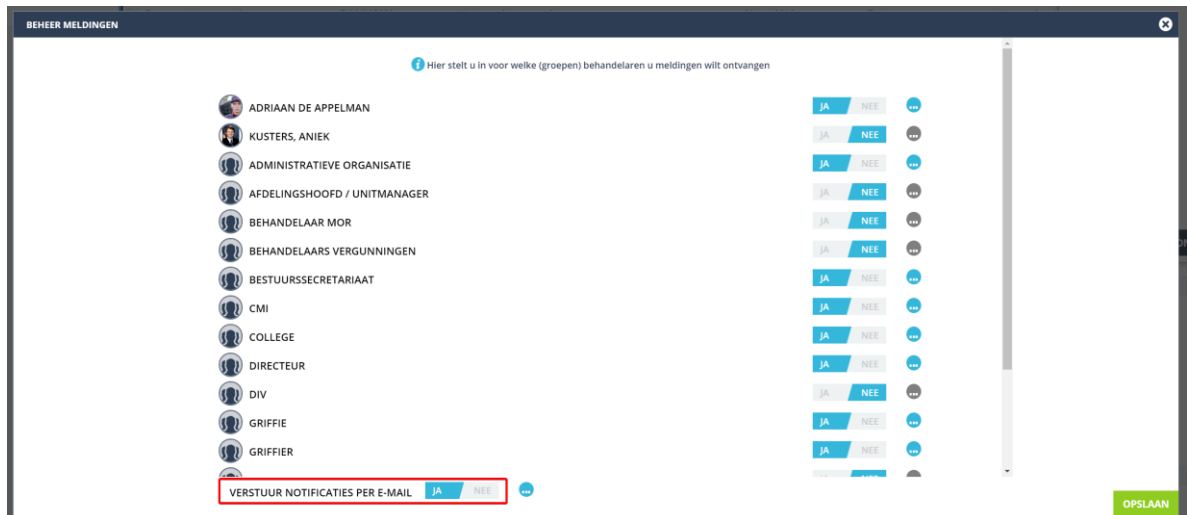 BEHEER MELDINGEN
Hier stelt u in voor welke (groepen) behandelaren u meldingen wilt ontvangen
ADRIAAN DE APPELMAN JA NEE
KUSTERS, ANIEK JA NEE
ADMINISTRATIEVE ORGANISATIE JA NEE
AFDELINGSHOOFD / UNITMANAGER JA NEE
BEHANDELAAR MOR JA NEE
BEHANDELAARS VERGUNNINGEN JA NEE
BESTUURSSECRETARIAAT JA NEE
CMI JA NEE
COLLEGE JA NEE
DIRECTEUR JA NEE
DIV JA NEE
GRIFFIE JA NEE
GRIFFIER JA NEE
VERSTUUR NOTIFICATIES PER E-MAIL JA NEE
OPSLAAN